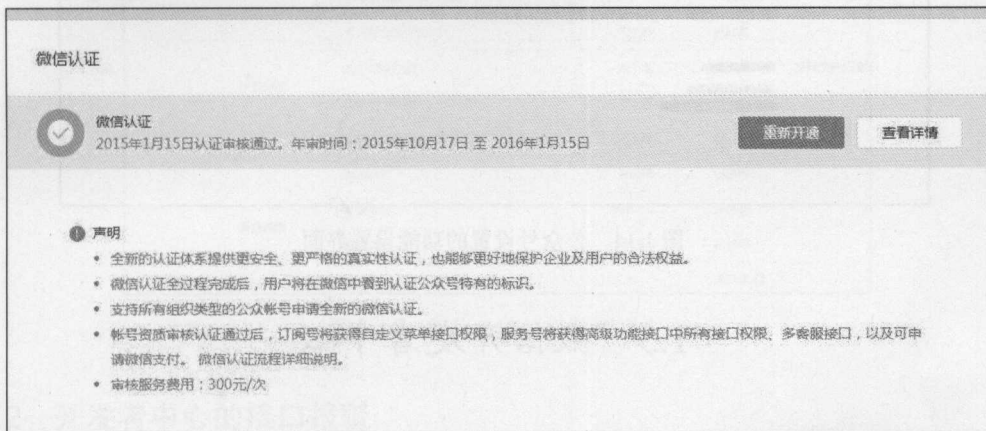 微信认证
微信认证
2015年1月15日认证审核通过。年审时间：2015年10月17日 至 2016年1月15日
重新开通
查看详情
声明
• 全新的认证体系提供更安全、更严格的真实性认证，也能够更好地保护企业及用户的合法权益。
• 微信认证全过程完成后，用户将在微信中看到认证公众号特有的标识。
• 支持所有组织类型的公众帐号申请全新的微信认证。
• 帐号资质审核认证通过后，订阅号将获得自定义菜单接口权限，服务号将获得高级功能接口中所有接口权限、多客服接口，以及可申
请微信支付。 微信认证流程详细说明。
• 审核服务费用：300元/次